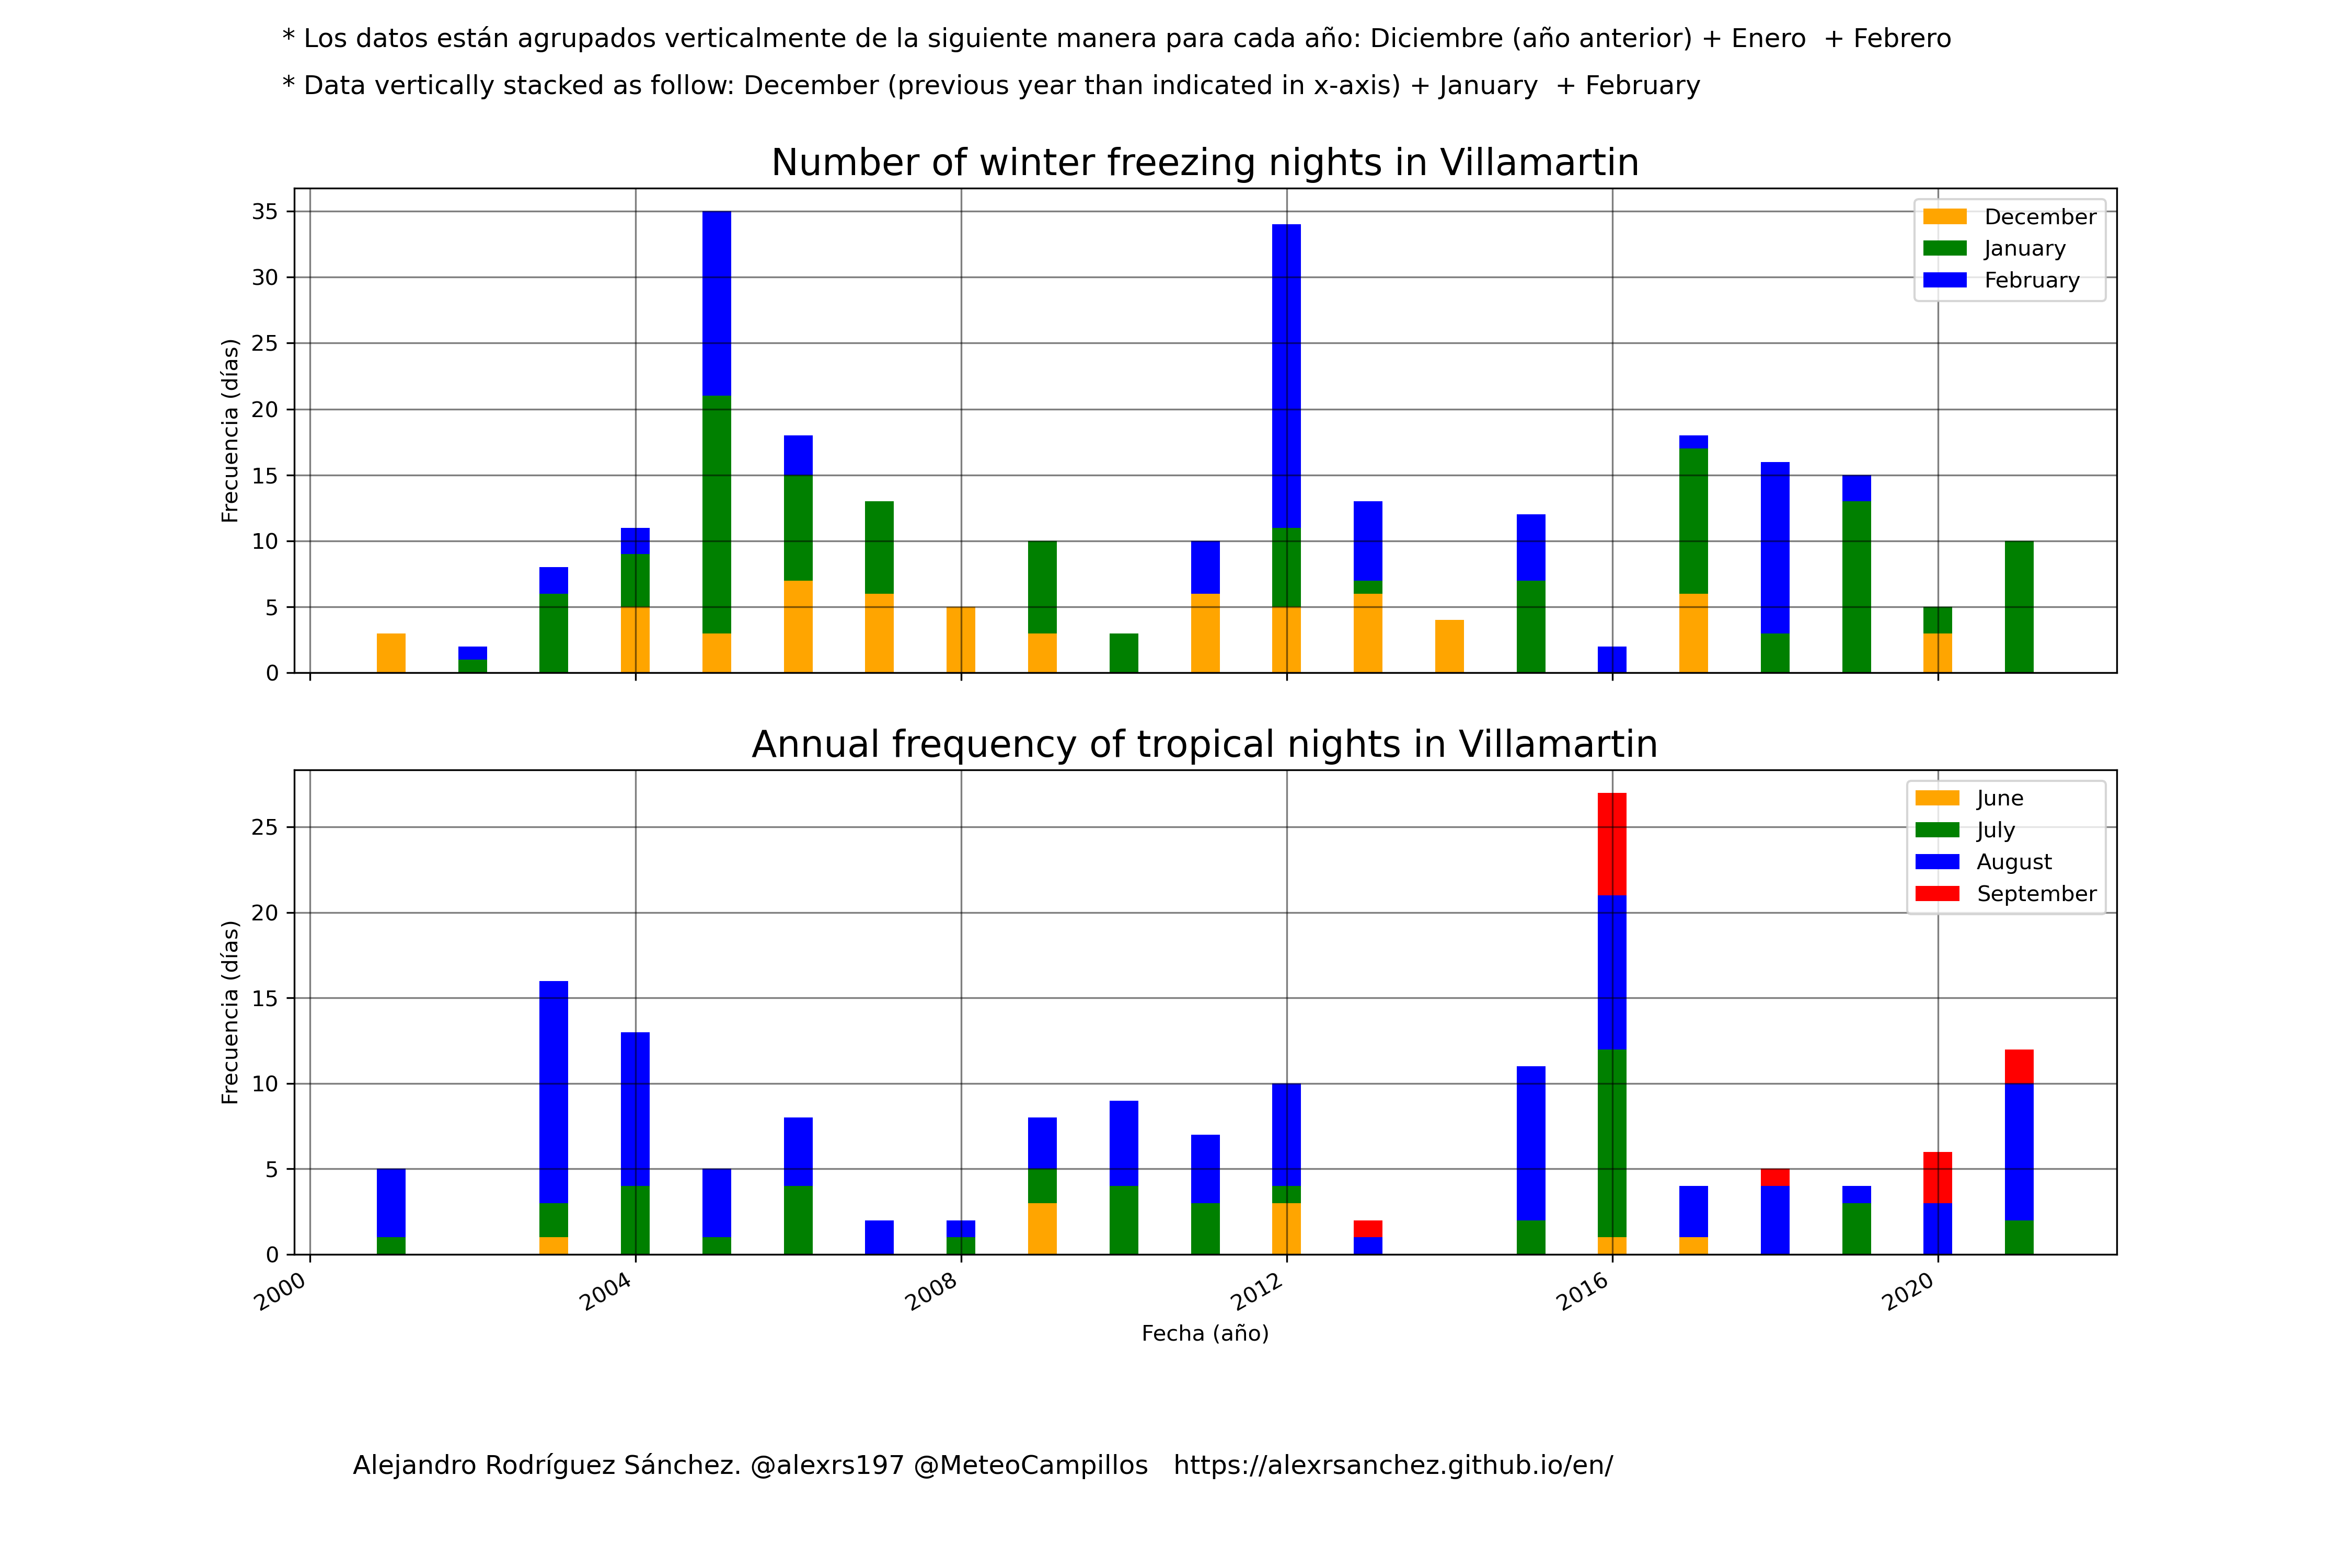 * Los datos están agrupados verticalmente de la siguiente manera para cada año: Diciembre (año anterior) + Enero  + Febrero
* Data vertically stacked as follow: December (previous year than indicated in x-axis) + January  + February
Number of winter freezing nights in Villamartin
35
30
25
20
15
10
5
0
Frecuencia (días)
December
January
February
Annual frequency of tropical nights in Villamartin
25
20
15
10
5
0
Frecuencia (días)
June
July
August
September
2000
2004
2008
2012
2016
2020
Fecha (año)
Alejandro Rodríguez Sánchez. @alexrs197 @MeteoCampillos   https://alexrsanchez.github.io/en/